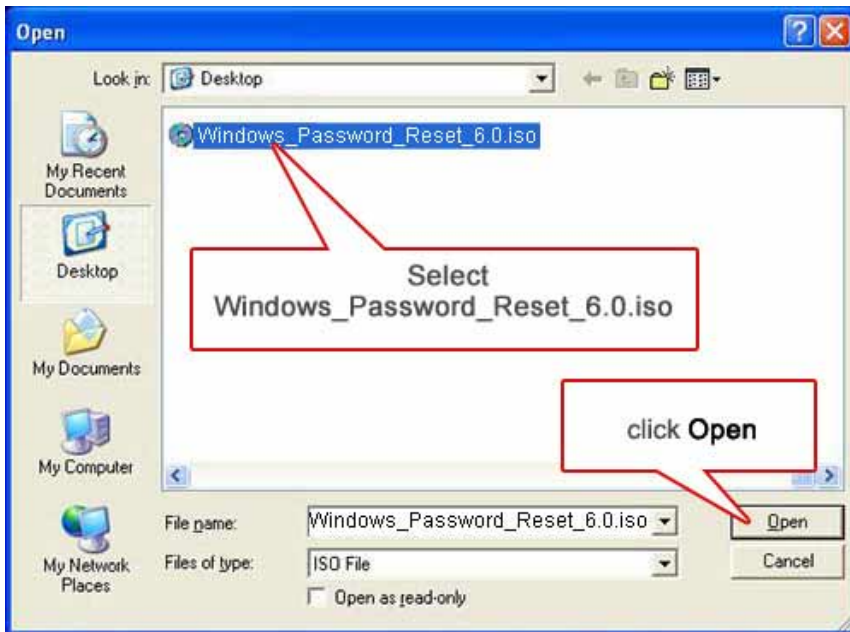 Open
Look in: Desktop
Windows_Password_Reset_6.0.iso
My Recent
Documents
Desktop
My Documents
My Computer
My Network
Places
Select
Windows_Password_Reset_6.0.iso
click Open
File name: Windows_Password_Reset_6.0.iso Open
Files of type: ISO File Cancel
Open as read-only